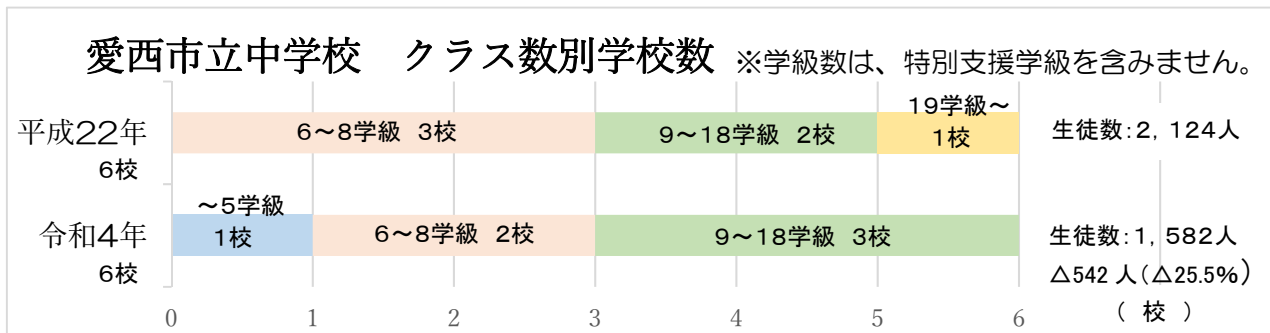 愛西市立中学校　クラス数別学校数 ※学級数は、特別支援学級を含みません。
平成22年
6校
6～8学級 3校
9～18学級 2校
19学級～
1校
生徒数:2,124人
令和4年
6校
～5学級
1校
6～8学級 2校
9～18学級 3校
生徒数:1,582人
△542人(△25.5%)
0 1 2 3 4 5 6 (校)